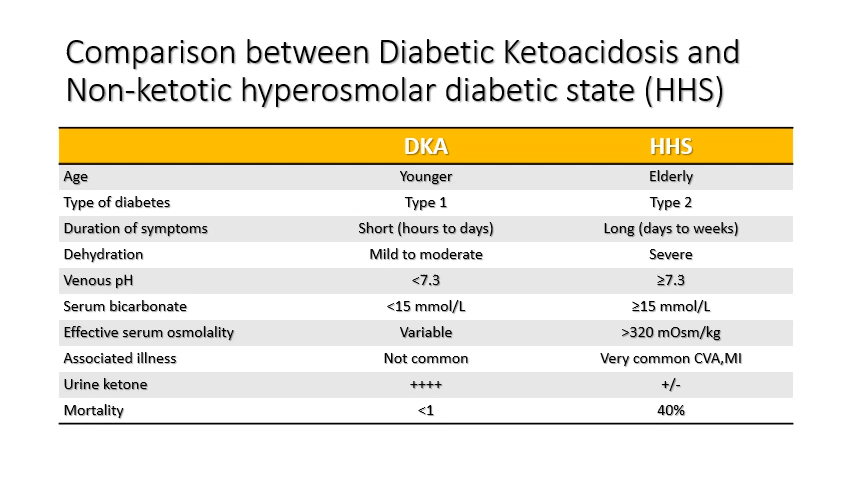 Comparison between Diabetic Ketoacidosis and
Non-ketotic hyperosmolar diabetic state (HHS)
DKA HHS
Age Younger Elderly
Type of diabetes Type 1 Type 2
Duration of symptoms Short (hours to days) Long (days to weeks)
Dehydration Mild to moderate Severe
Venous pH <7.3 ≥7.3
Serum bicarbonate <15 mmol/L ≥15 mmol/L
Effective serum osmolality Variable >320 mOsm/kg
Associated illness Not common Very common CVA,MI
Urine ketone ++++ +/-
Mortality <1 40%